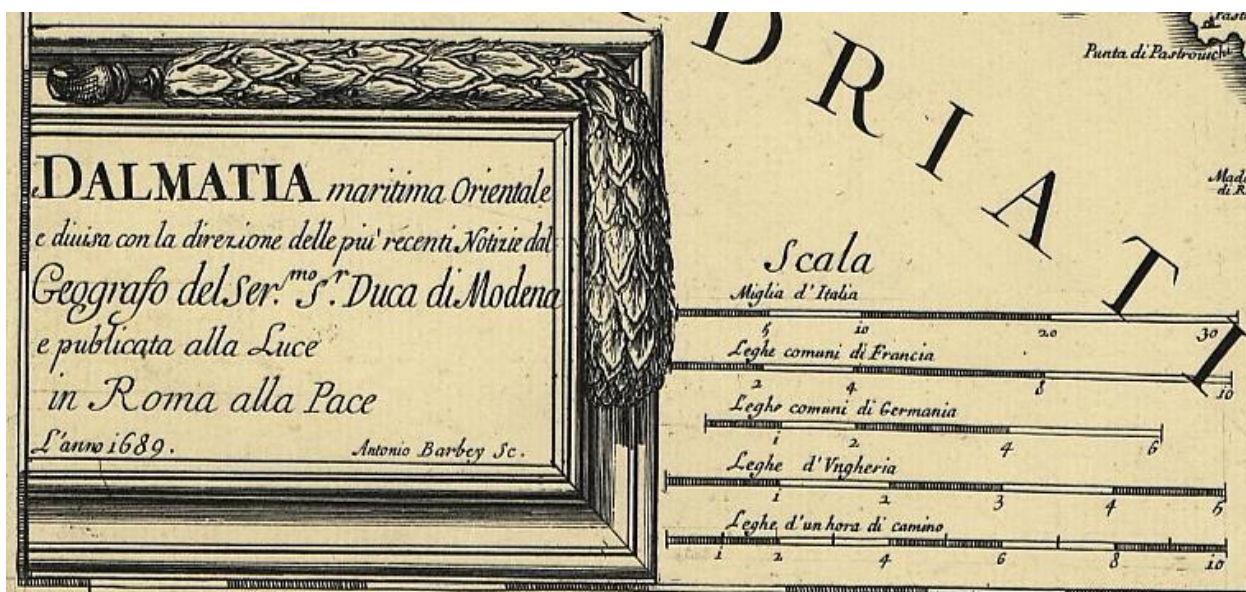 DALMATIA maritima Orientale
e diuisa con la direzione delle piu' recenti Notizie dal
Geografo del Ser.mo S.r Duca di Modena
e publicata alla Luce
in Roma alla Pace
L'anno 1689. Antonio Barbey Sc.
DRIATI
Punta di Pastrouichi
Scala
Miglia d'Italia
5 10 20 30
Leghe comuni di Francia
2 4 8 10
Leghe comuni di Germania
1 2 4 6
Leghe d'Vngheria
1 2 3 4 5
Leghe d'un hora di camino
1 2 4 6 8 10